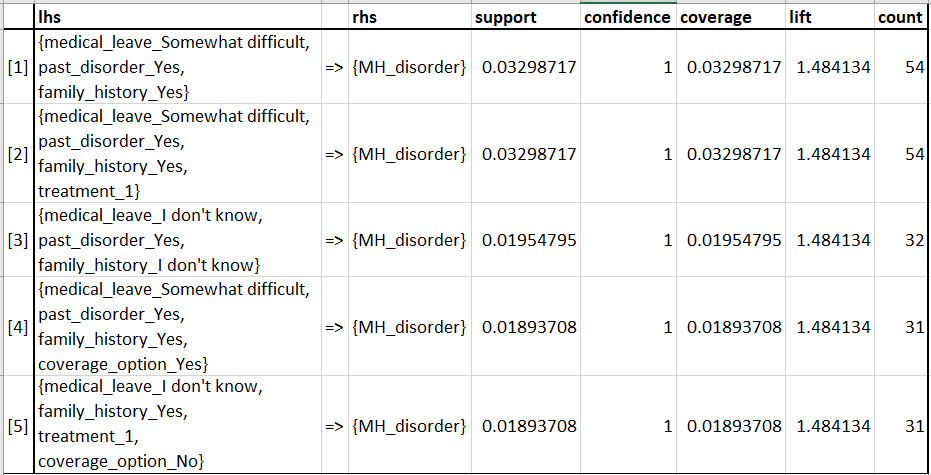 lhs rhs support confidence coverage lift count
{medical_leave_Somewhat difficult,
past_disorder_Yes,
family_history_Yes}
[1] => {MH_disorder} 0.03298717 1 0.03298717 1.484134 54
{medical_leave_Somewhat difficult,
past_disorder_Yes,
family_history_Yes,
treatment_1}
[2] => {MH_disorder} 0.03298717 1 0.03298717 1.484134 54
{medical_leave_I don't know,
past_disorder_Yes,
family_history_I don't know}
[3] => {MH_disorder} 0.01954795 1 0.01954795 1.484134 32
{medical_leave_Somewhat difficult,
past_disorder_Yes,
family_history_Yes,
coverage_option_Yes}
[4] => {MH_disorder} 0.01893708 1 0.01893708 1.484134 31
{medical_leave_I don't know,
family_history_Yes,
treatment_1,
coverage_option_No}
[5] => {MH_disorder} 0.01893708 1 0.01893708 1.484134 31